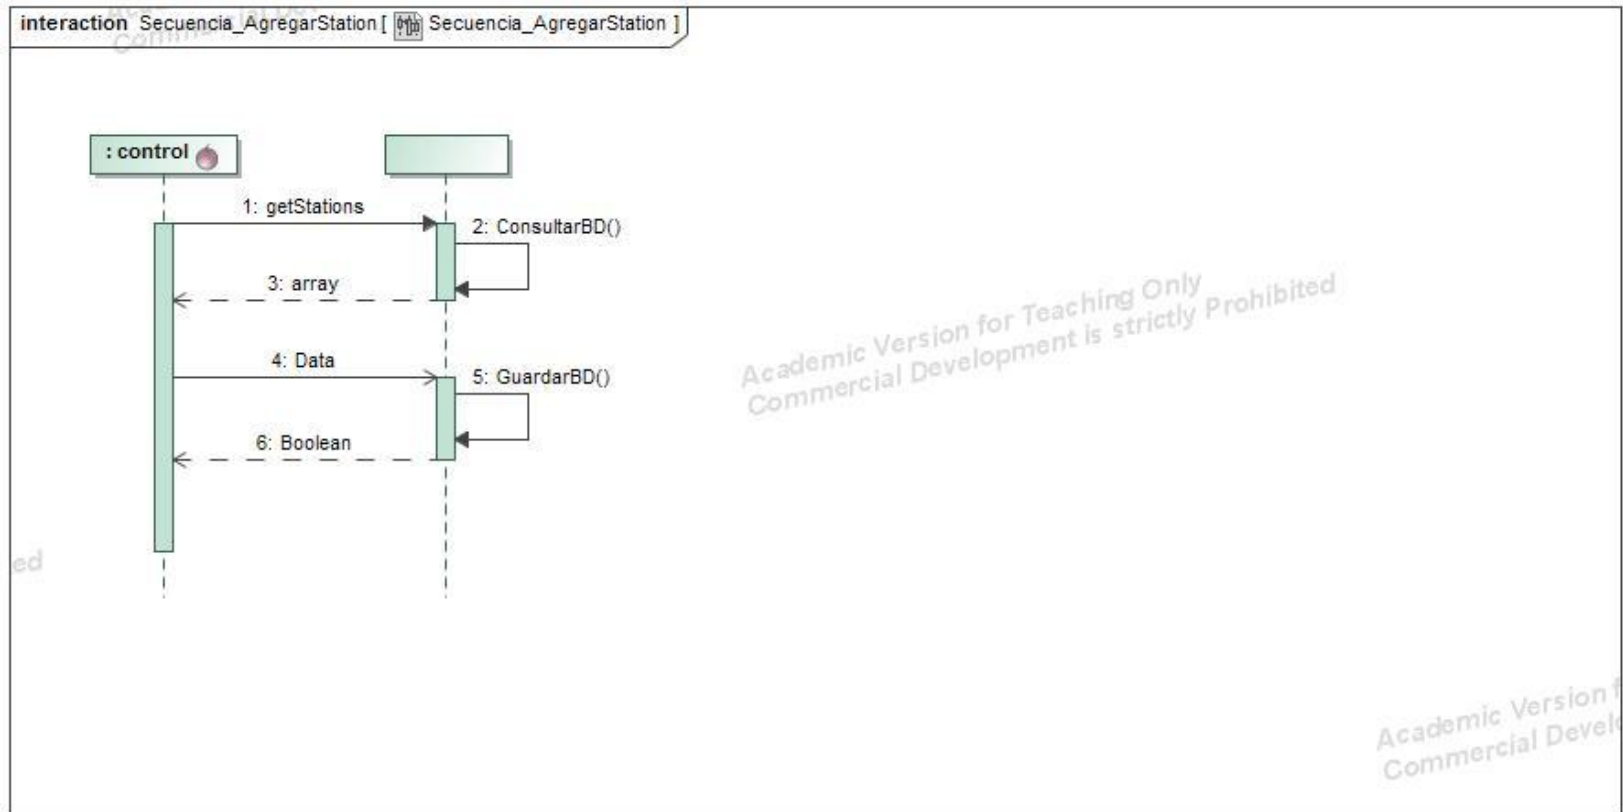 interaction Secuencia_AgregarStation [ Secuencia_AgregarStation ]
: control
1: getStations
2: ConsultarBD()
3: array
4: Data
5: GuardarBD()
6: Boolean
Academic Version for Teaching Only
Commercial Development is strictly Prohibited
ed
Academic Version f
Commercial Develo